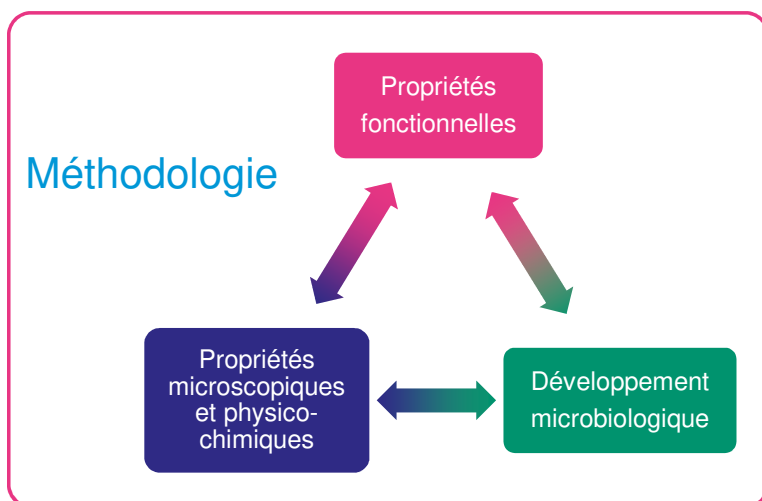 Propriétés
fonctionnelles
Méthodologie
Propriétés
microscopiques
et physico-
chimiques
Développement
microbiologique